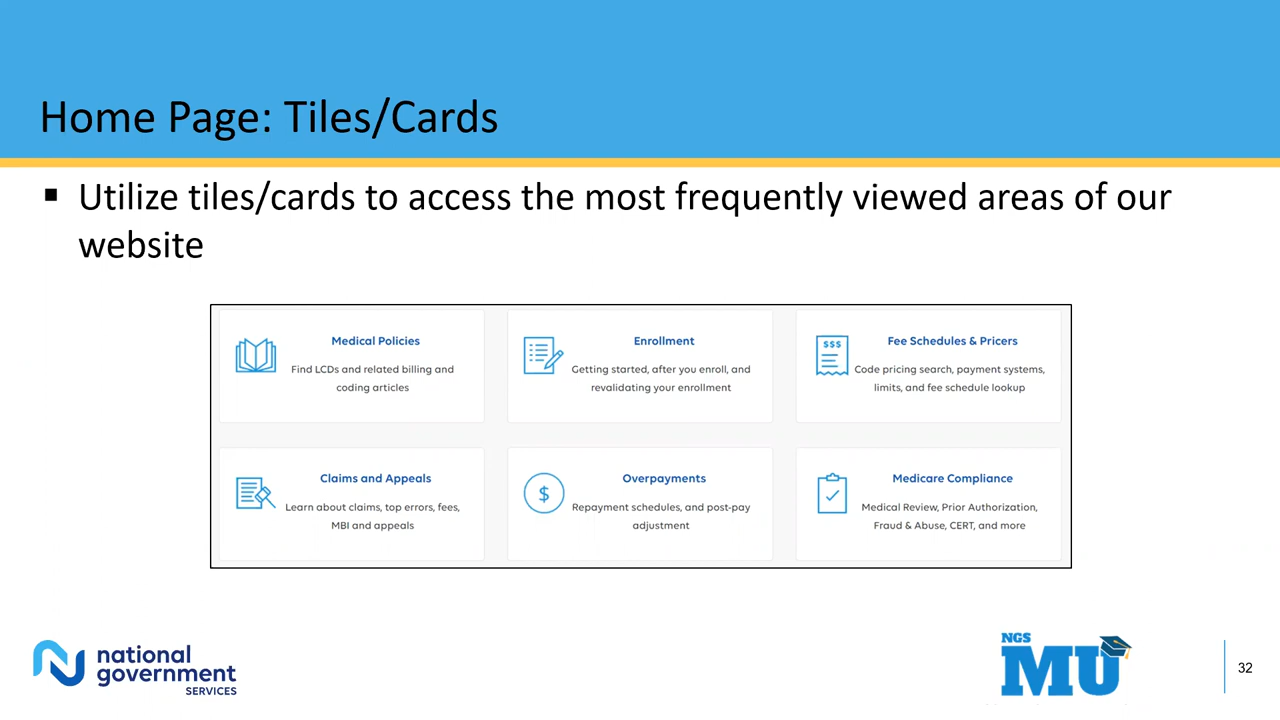 Home Page: Tiles/Cards
▪ Utilize tiles/cards to access the most frequently viewed areas of our
website
Medical Policies
Find LCDs and related billing and
coding articles
Enrollment
Getting started, after you enroll, and
revalidating your enrollment
$$$
Fee Schedules & Pricers
Code pricing search, payment systems,
limits, and fee schedule lookup
Claims and Appeals
Learn about claims, top errors, fees,
MBI and appeals
$
Overpayments
Repayment schedules, and post-pay
adjustment
Medicare Compliance
Medical Review, Prior Authorization,
Fraud & Abuse, CERT, and more
national
government
SERVICES
NGS
MU
32